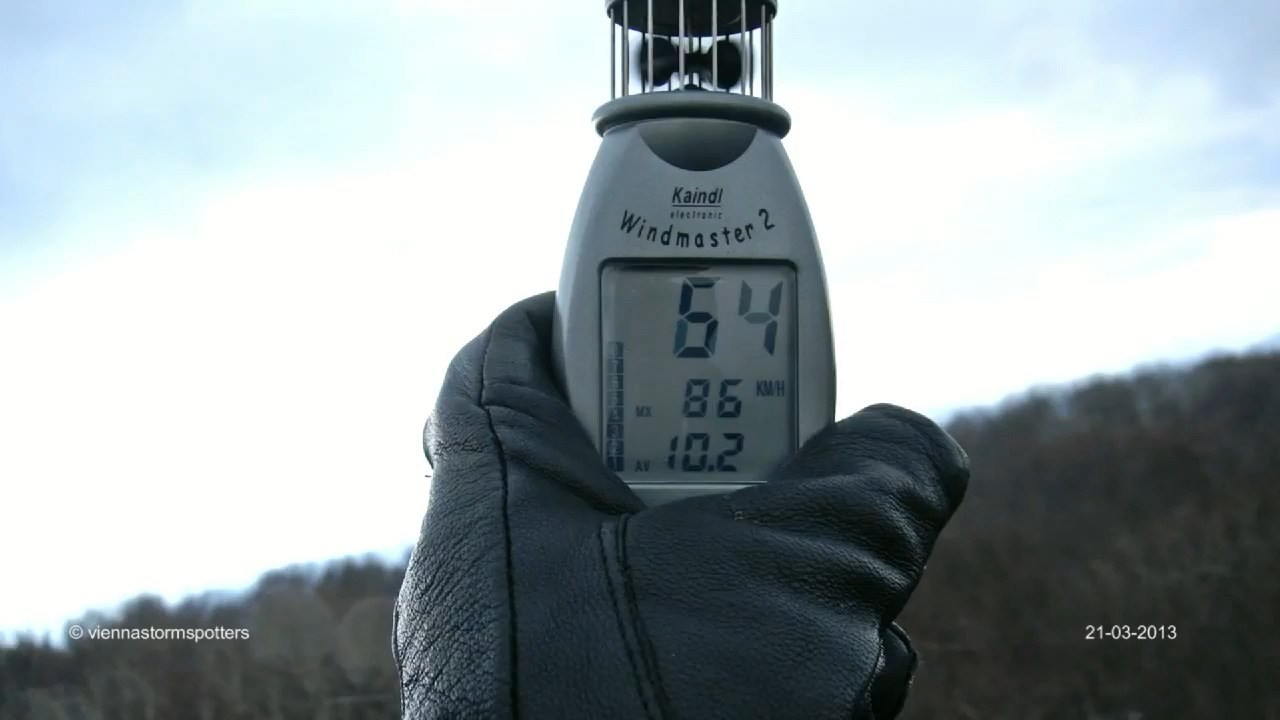 Kaindl
electronic
Windmaster 2
64
86 KM/H
MX
10.2
AV
© viennastormspotters
21-03-2013